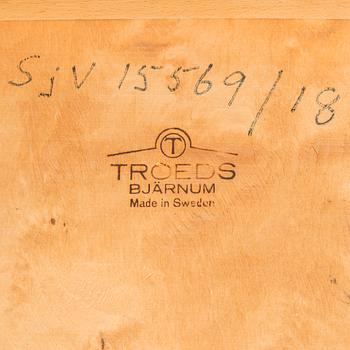 SjV 15569/18
T
TROEDS
BJÄRNUM
Made in Sweden